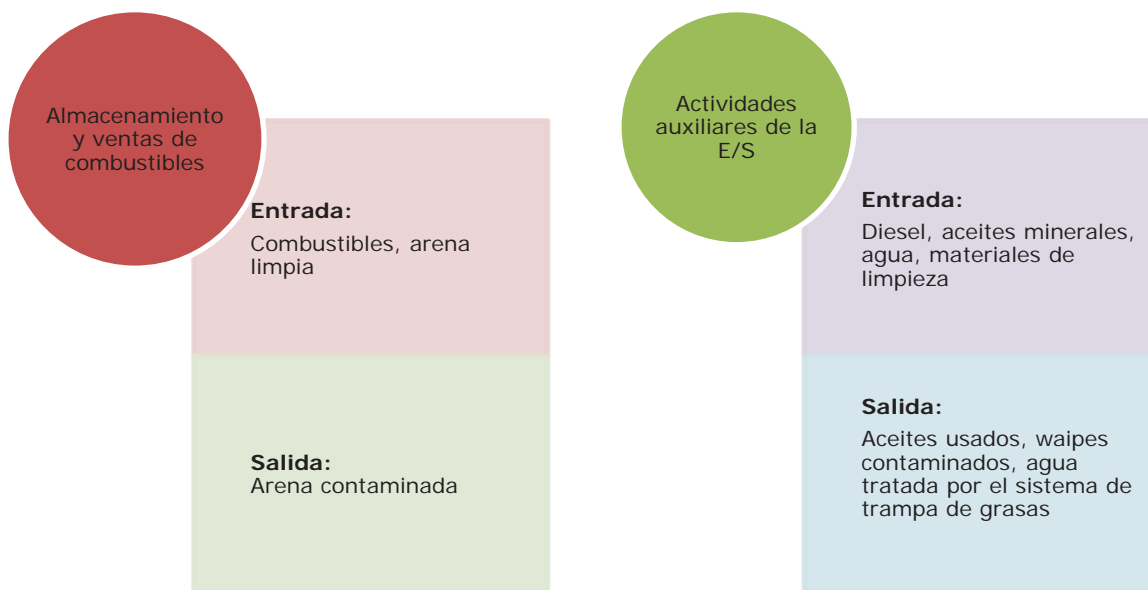 Almacenamiento
y ventas de
combustibles
Entrada:
Combustibles, arena
limpia
Salida:
Arena contaminada
Actividades
auxiliares de la
E/S
Entrada:
Diesel, aceites minerales,
agua, materiales de
limpieza
Salida:
Aceites usados, waipes
contaminados, agua
tratada por el sistema de
trampa de grasas